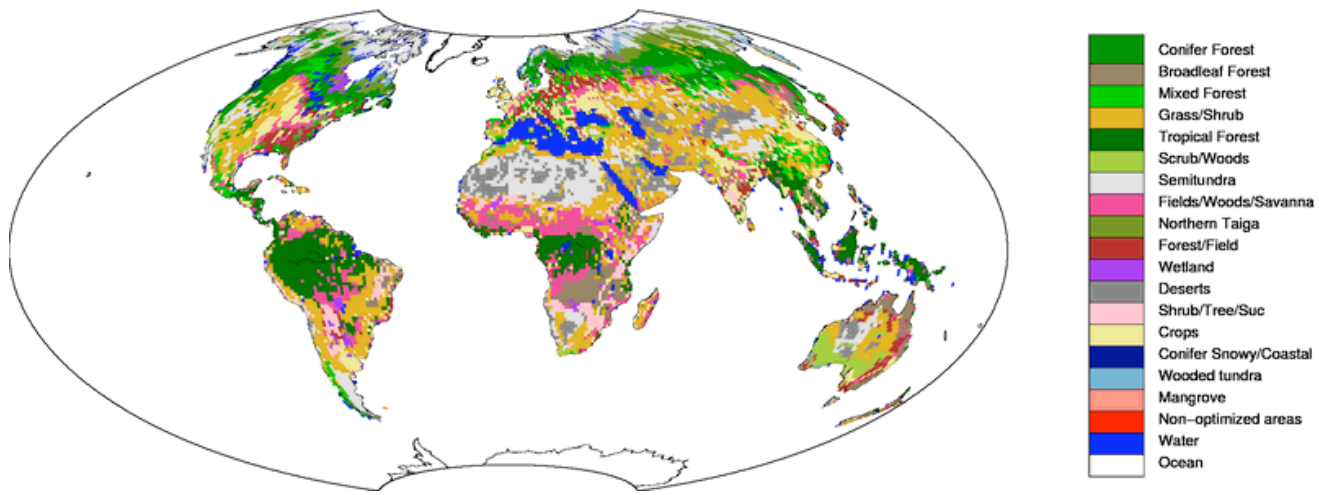 Conifer Forest
Broadleaf Forest
Mixed Forest
Grass/Shrub
Tropical Forest
Scrub/Woods
Semitundra
Fields/Woods/Savanna
Northern Taiga
Forest/Field
Wetland
Deserts
Shrub/Tree/Suc
Crops
Conifer Snowy/Coastal
Wooded tundra
Mangrove
Non-optimized areas
Water
Ocean